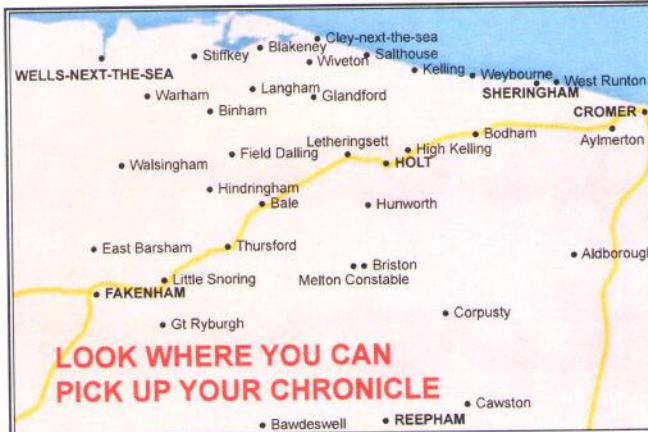 Cley-next-the-sea
Blakeney
Stiffkey
Wiveton
Salthouse
WELLS-NEXT-THE-SEA
Kelling
Weybourne
West Runton
SHERINGHAM
Warham
Langham
Glandford
Binham
CROMER
Bodham
Aylmerton
Letheringsett
Field Dalling
High Kelling
HOLT
Walsingham
Hindringham
Bale
Hunworth
East Barsham
Thursford
Aldborough
Briston
Melton Constable
Little Snoring
FAKENHAM
Corpusty
Gt Ryburgh
LOOK WHERE YOU CAN
PICK UP YOUR CHRONICLE
Cawston
Bawdeswell
REEPHAM